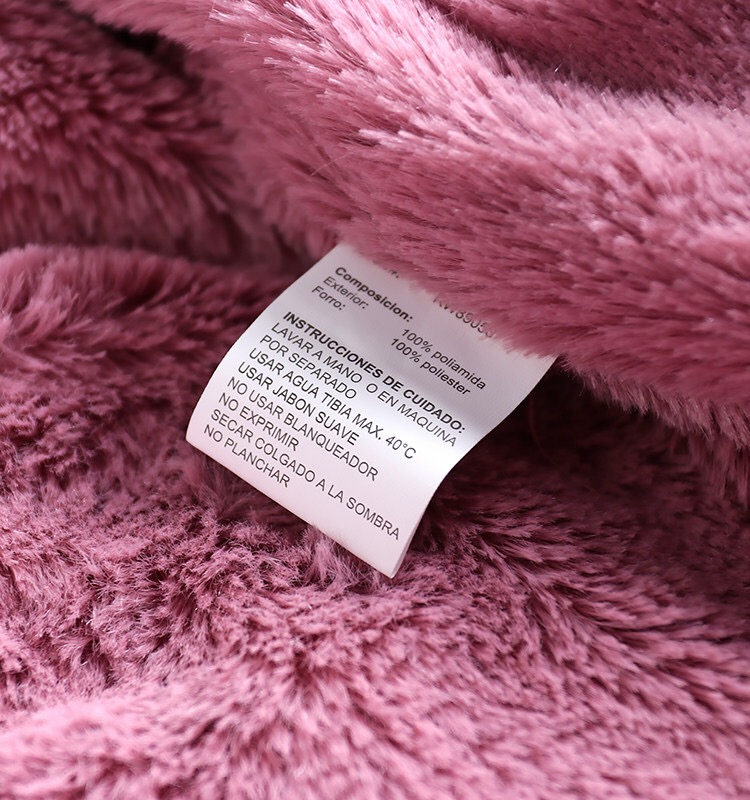 Composicion:
Exterior: 100% poliamida
Forro: 100% poliester
INSTRUCCIONES DE CUIDADO:
LAVAR A MANO O EN MAQUINA
POR SEPARADO
USAR AGUA TIBIA MAX. 40°C
USAR JABON SUAVE
NO USAR BLANQUEADOR
NO EXPRIMIR
SECAR COLGADO A LA SOMBRA
NO PLANCHAR